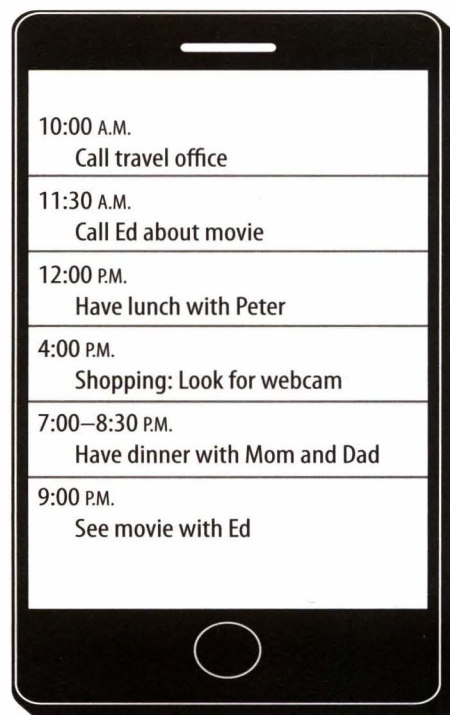 10:00 A.M.
Call travel office
11:30 A.M.
Call Ed about movie
12:00 P.M.
Have lunch with Peter
4:00 P.M.
Shopping: Look for webcam
7:00–8:30 P.M.
Have dinner with Mom and Dad
9:00 P.M.
See movie with Ed